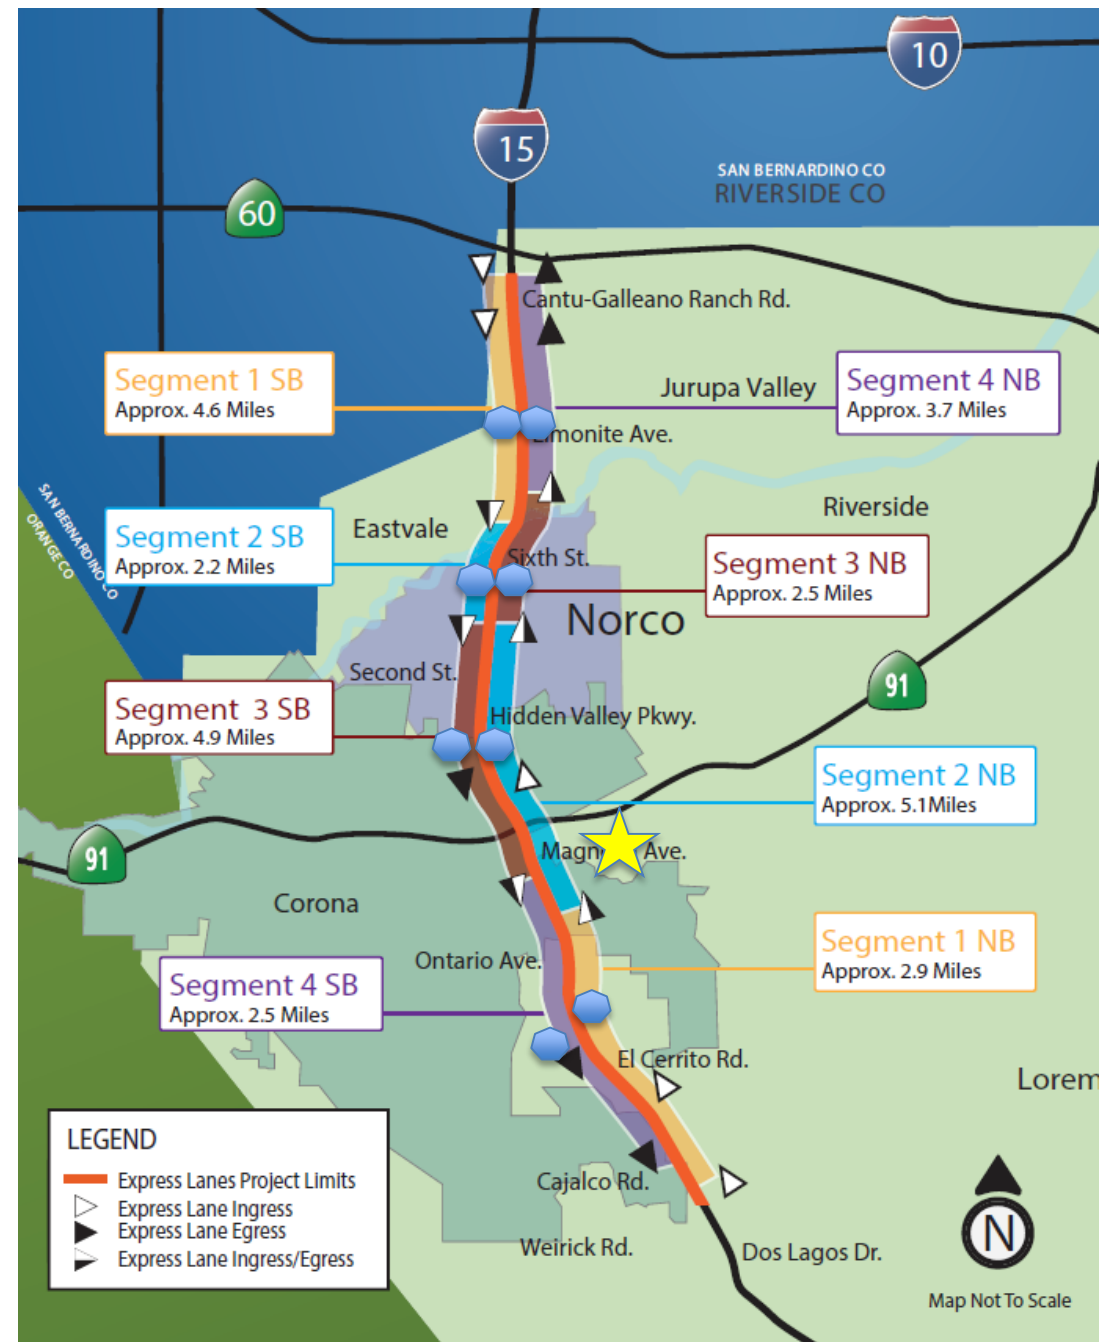 10
15
SAN BERNARDINO CO
RIVERSIDE CO
60
Cantu-Galleano Ranch Rd.
Segment 1 SB
Approx. 4.6 Miles
Jurupa Valley
Segment 4 NB
Approx. 3.7 Miles
Limonite Ave.
SAN BERNARDINO CO
ORANGE CO
Riverside
Eastvale
Segment 2 SB
Approx. 2.2 Miles
Sixth St.
Segment 3 NB
Approx. 2.5 Miles
Norco
Second St.
91
Segment 3 SB
Approx. 4.9 Miles
Hidden Valley Pkwy.
Segment 2 NB
Approx. 5.1Miles
91
Magn Ave.
Corona
Segment 1 NB
Approx. 2.9 Miles
Ontario Ave.
Segment 4 SB
Approx. 2.5 Miles
El Cerrito Rd.
Lorem
LEGEND
Express Lanes Project Limits
Express Lane Ingress
Express Lane Egress
Express Lane Ingress/Egress
Cajalco Rd.
Weirick Rd.
Dos Lagos Dr.
N
Map Not To Scale